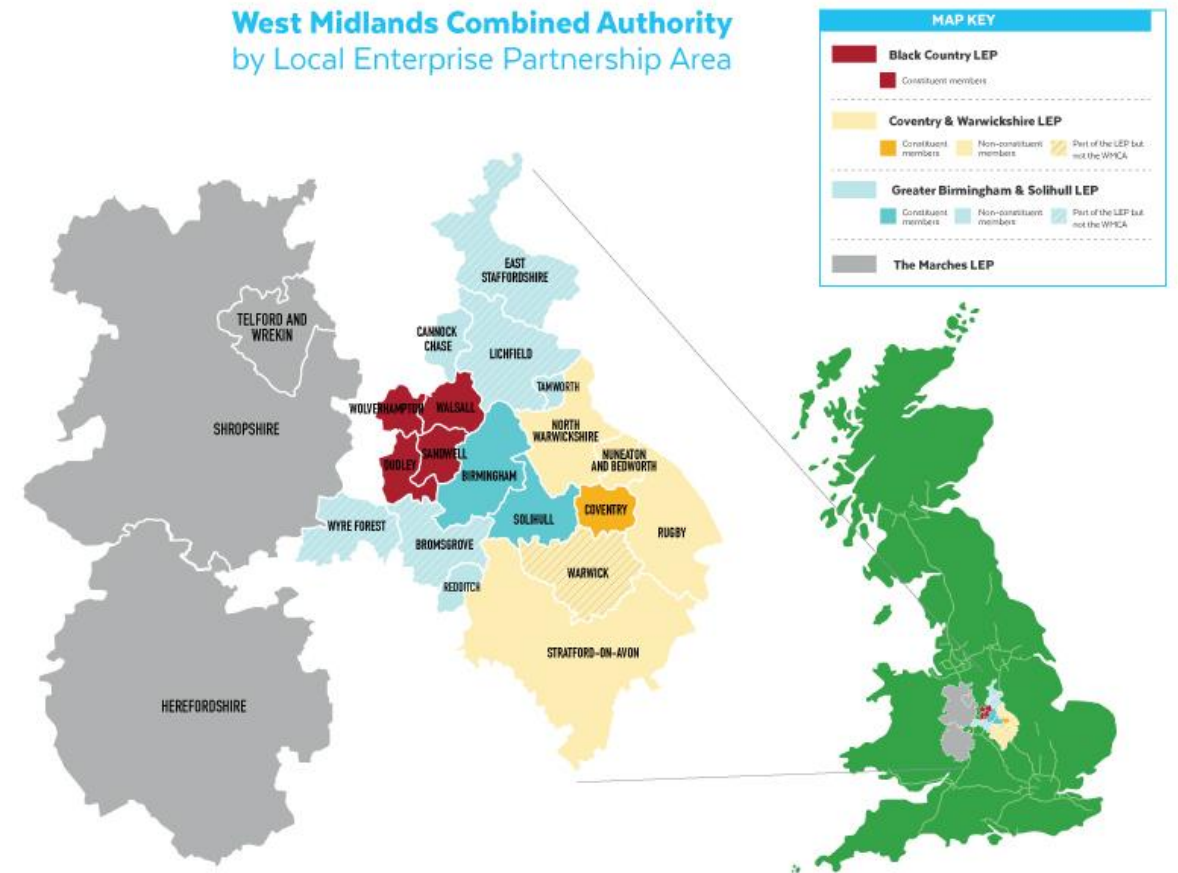 West Midlands Combined Authority
by Local Enterprise Partnership Area
MAP KEY
Black Country LEP
Constituent members
Coventry & Warwickshire LEP
Constituent
members
Non-constituent
members
Part of the LEP but
not the WMCA
Greater Birmingham & Solihull LEP
Constituent
members
Non-constituent
members
Part of the LEP but
not the WMCA
The Marches LEP
EAST
STAFFORDSHIRE
TELFORD AND
WREKIN
CANNOCK
CHASE
LICHFIELD
TAMWORTH
WOLVERHAMPTON
WALSALL
SHROPSHIRE
NORTH
WARWICKSHIRE
SANDWELL
DUDLEY
NUNEATON
AND BEDWORTH
BIRMINGHAM
COVENTRY
SOLIHULL
WYRE FOREST
RUGBY
BROMSGROVE
WARWICK
REDDITCH
STRATFORD-ON-AVON
HEREFORDSHIRE